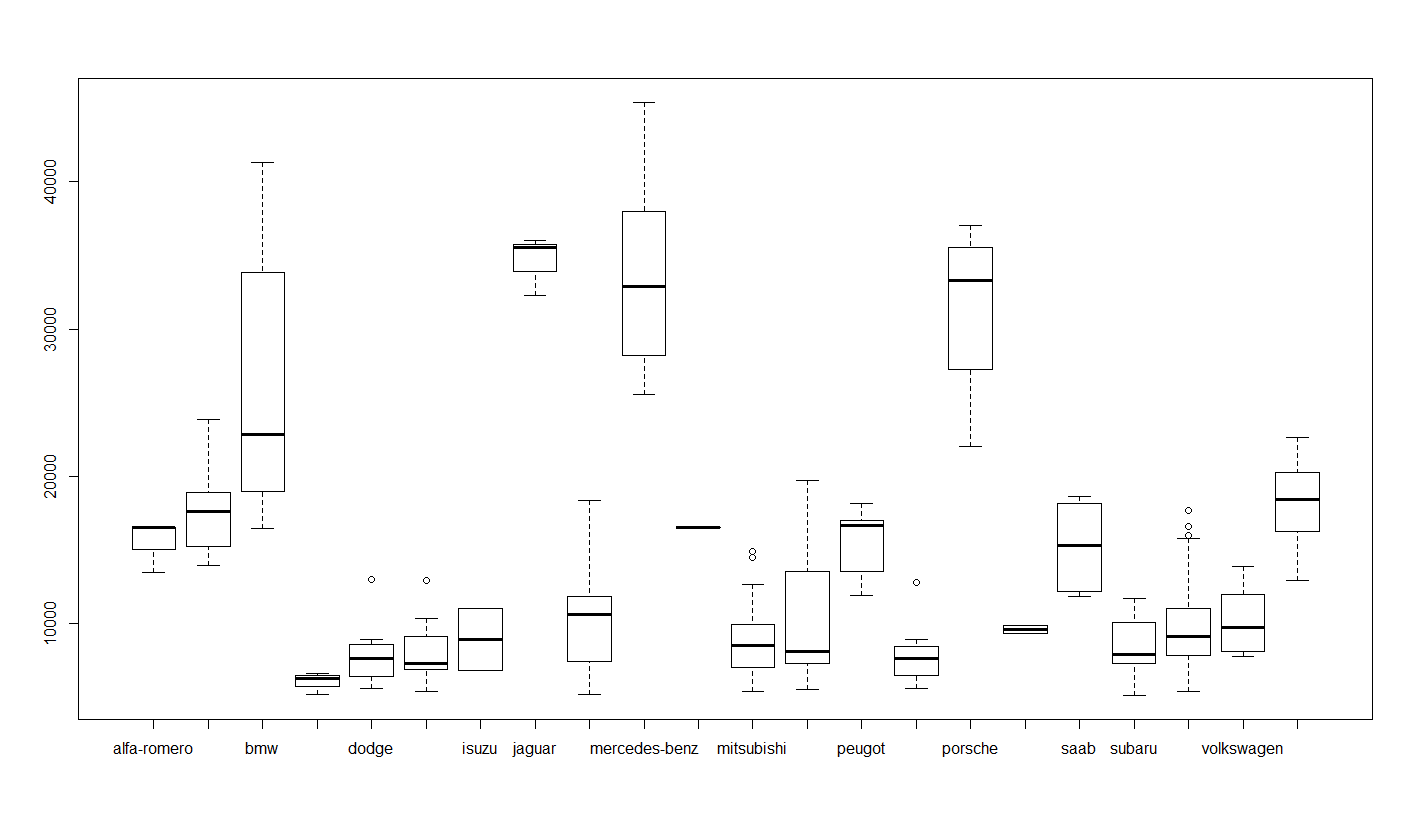 40000
30000
20000
10000
alfa-romero bmw dodge isuzu jaguar mercedes-benz mitsubishi peugot porsche saab subaru volkswagen